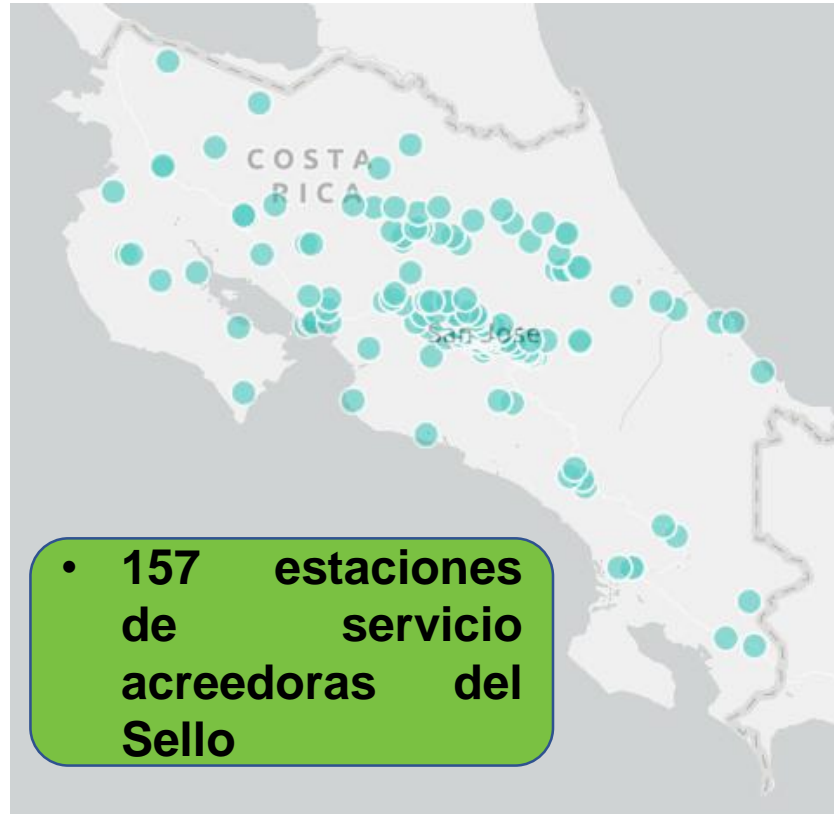 COSTA
RICA
San José
• 157 estaciones
de servicio
acreedoras del
Sello